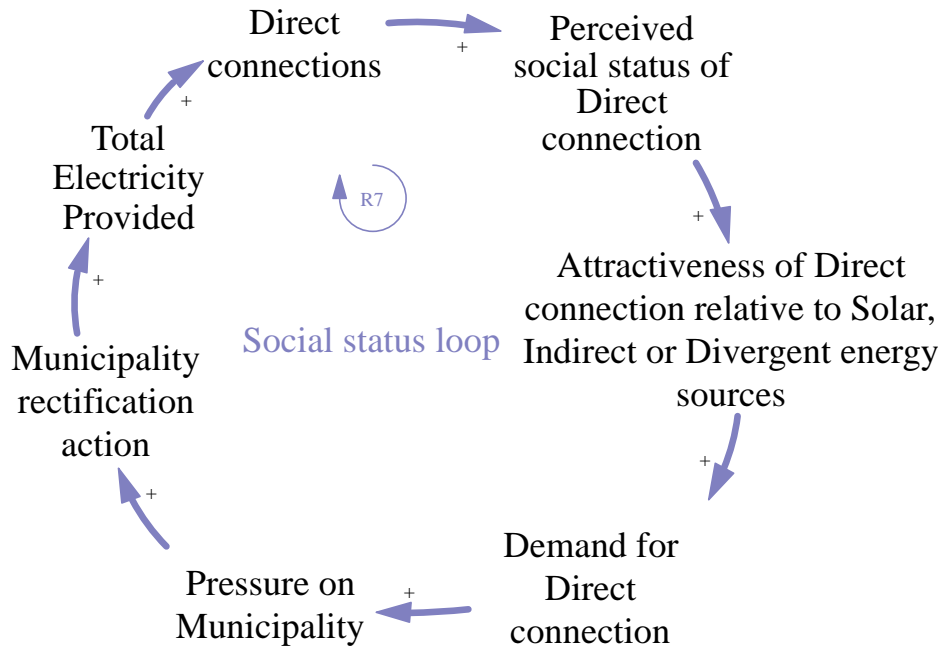 Direct
connections
+
Perceived
social status of
Direct
connection
+
Attractiveness of Direct
connection relative to Solar,
Indirect or Divergent energy
sources
+
Demand for
Direct
connection
+
Pressure on
Municipality
+
Municipality
rectification
action
+
Total
Electricity
Provided
+
R7
Social status loop